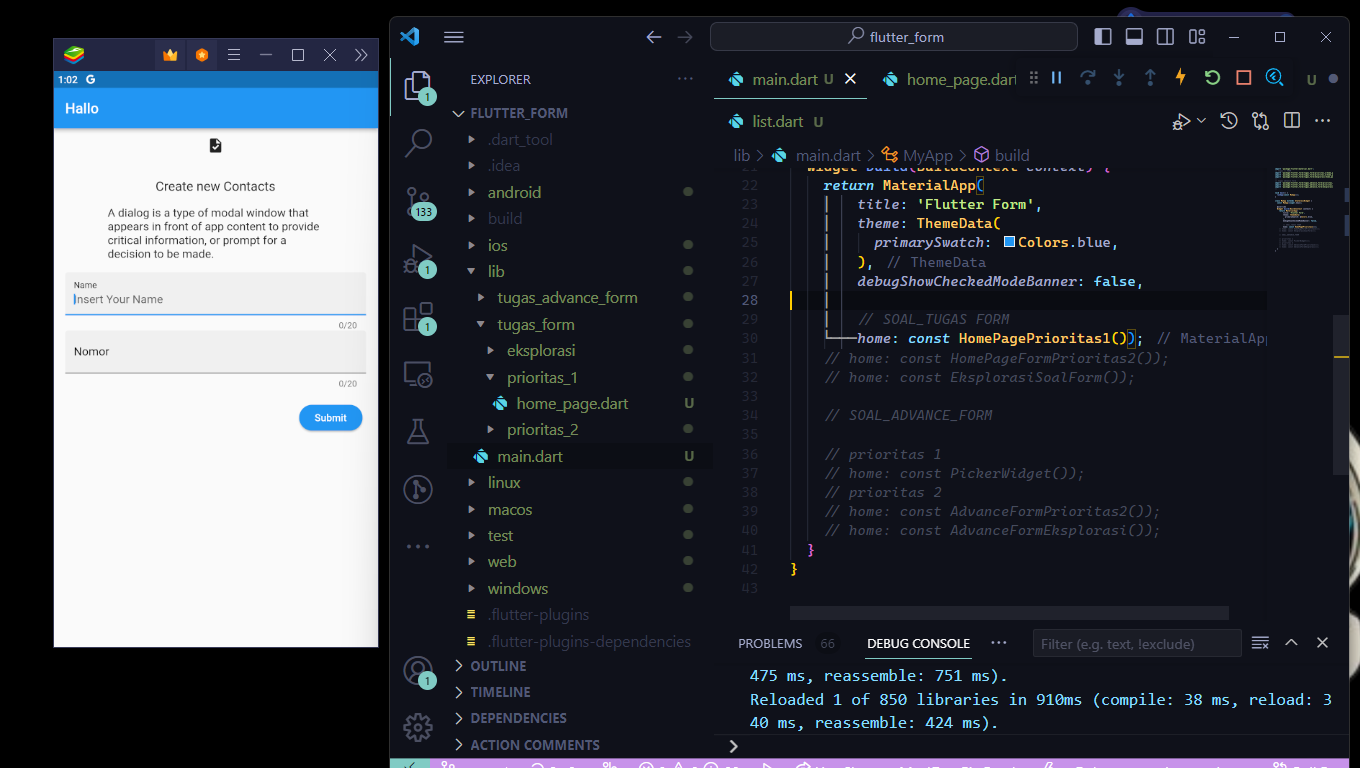 1:02 G
Hallo
Create new Contacts
A dialog is a type of modal window that
appears in front of app content to provide
critical information, or prompt for a
decision to be made.
Name
Insert Your Name
0/20
Nomor
0/20
Submit
flutter_form
EXPLORER
FLUTTER_FORM
.dart_tool
.idea
android
build
ios
lib
tugas_advance_form
tugas_form
eksplorasi
prioritas_1
home_page.dart U
prioritas_2
main.dart U
linux
macos
test
web
windows
.flutter-plugins
.flutter-plugins-dependencies
OUTLINE
TIMELINE
DEPENDENCIES
ACTION COMMENTS
1
133
1
1
1
main.dart U
home_page.dart
U
list.dart U
lib > main.dart > MyApp > build
21 Widget build(BuildContext context) {
22 return MaterialApp(
23 title: 'Flutter Form',
24 theme: ThemeData(
25 primarySwatch: Colors.blue,
26 ), // ThemeData
27 debugShowCheckedModeBanner: false,
28
29 // SOAL_TUGAS FORM
30 home: const HomePagePrioritas1()); // MaterialApp
31 // home: const HomePageFormPrioritas2());
32 // home: const EksplorasiSoalForm());
33
34 // SOAL_ADVANCE_FORM
35
36 // prioritas 1
37 // home: const PickerWidget());
38 // prioritas 2
39 // home: const AdvanceFormPrioritas2());
40 // home: const AdvanceFormEksplorasi());
41 }
42 }
43
PROBLEMS 66 DEBUG CONSOLE
Filter (e.g. text, !exclude)
475 ms, reassemble: 751 ms).
Reloaded 1 of 850 libraries in 910ms (compile: 38 ms, reload: 3
40 ms, reassemble: 424 ms).